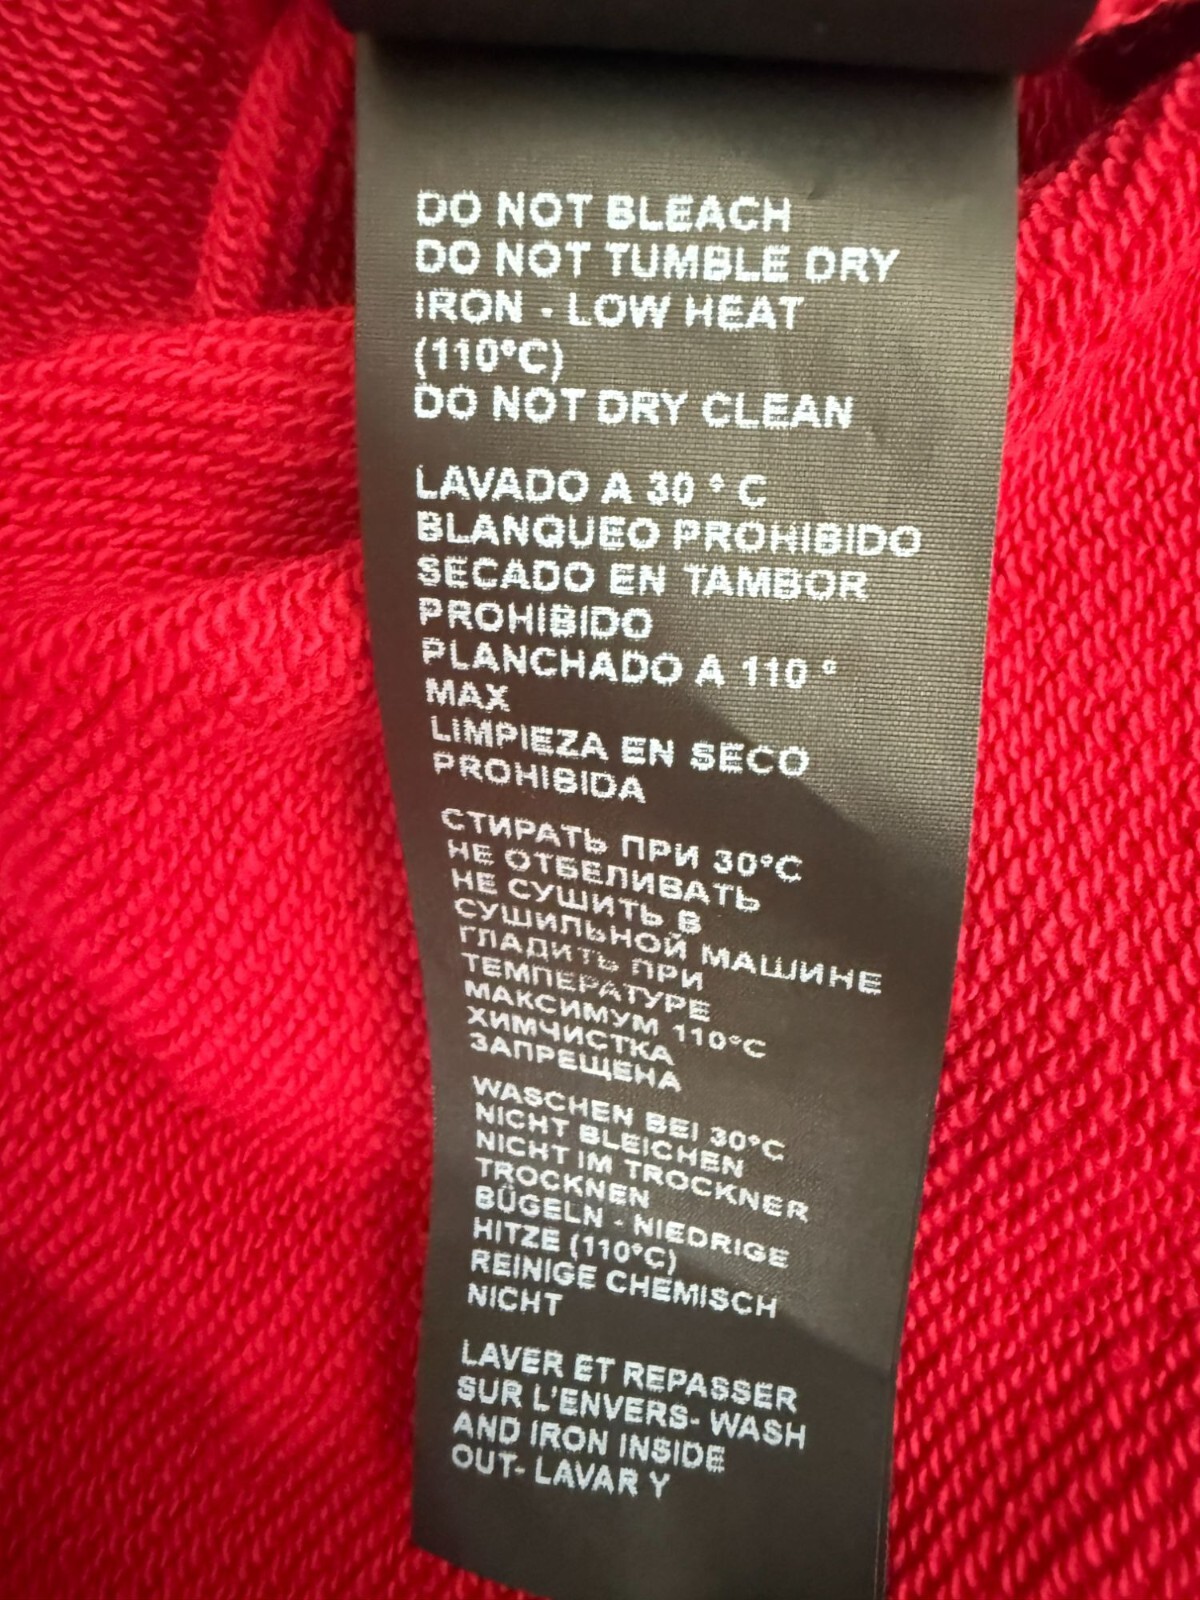 DO NOT BLEACH
DO NOT TUMBLE DRY
IRON - LOW HEAT
(110°C)
DO NOT DRY CLEAN
LAVADO A 30 ° C
BLANQUEO PROHIBIDO
SECADO EN TAMBOR
PROHIBIDO
PLANCHADO A 110 °
MAX
LIMPIEZA EN SECO
PROHIBIDA
СТИРАТЬ ПРИ 30°C
НЕ ОТБЕЛИВАТЬ
НЕ СУШИТЬ В
СУШИЛЬНОЙ МАШИНЕ
ГЛАДИТЬ ПРИ
ТЕМПЕРАТУРЕ
МАКСИМУМ 110°C
ХИМЧИСТКА
ЗАПРЕЩЕНА
WASCHEN BEI 30°C
NICHT BLEICHEN
NICHT IM TROCKNER
TROCKNEN
BÜGELN - NIEDRIGE
HITZE (110°C)
REINIGE CHEMISCH
NICHT
LAVER ET REPASSER
SUR L'ENVERS- WASH
AND IRON INSIDE
OUT- LAVAR Y